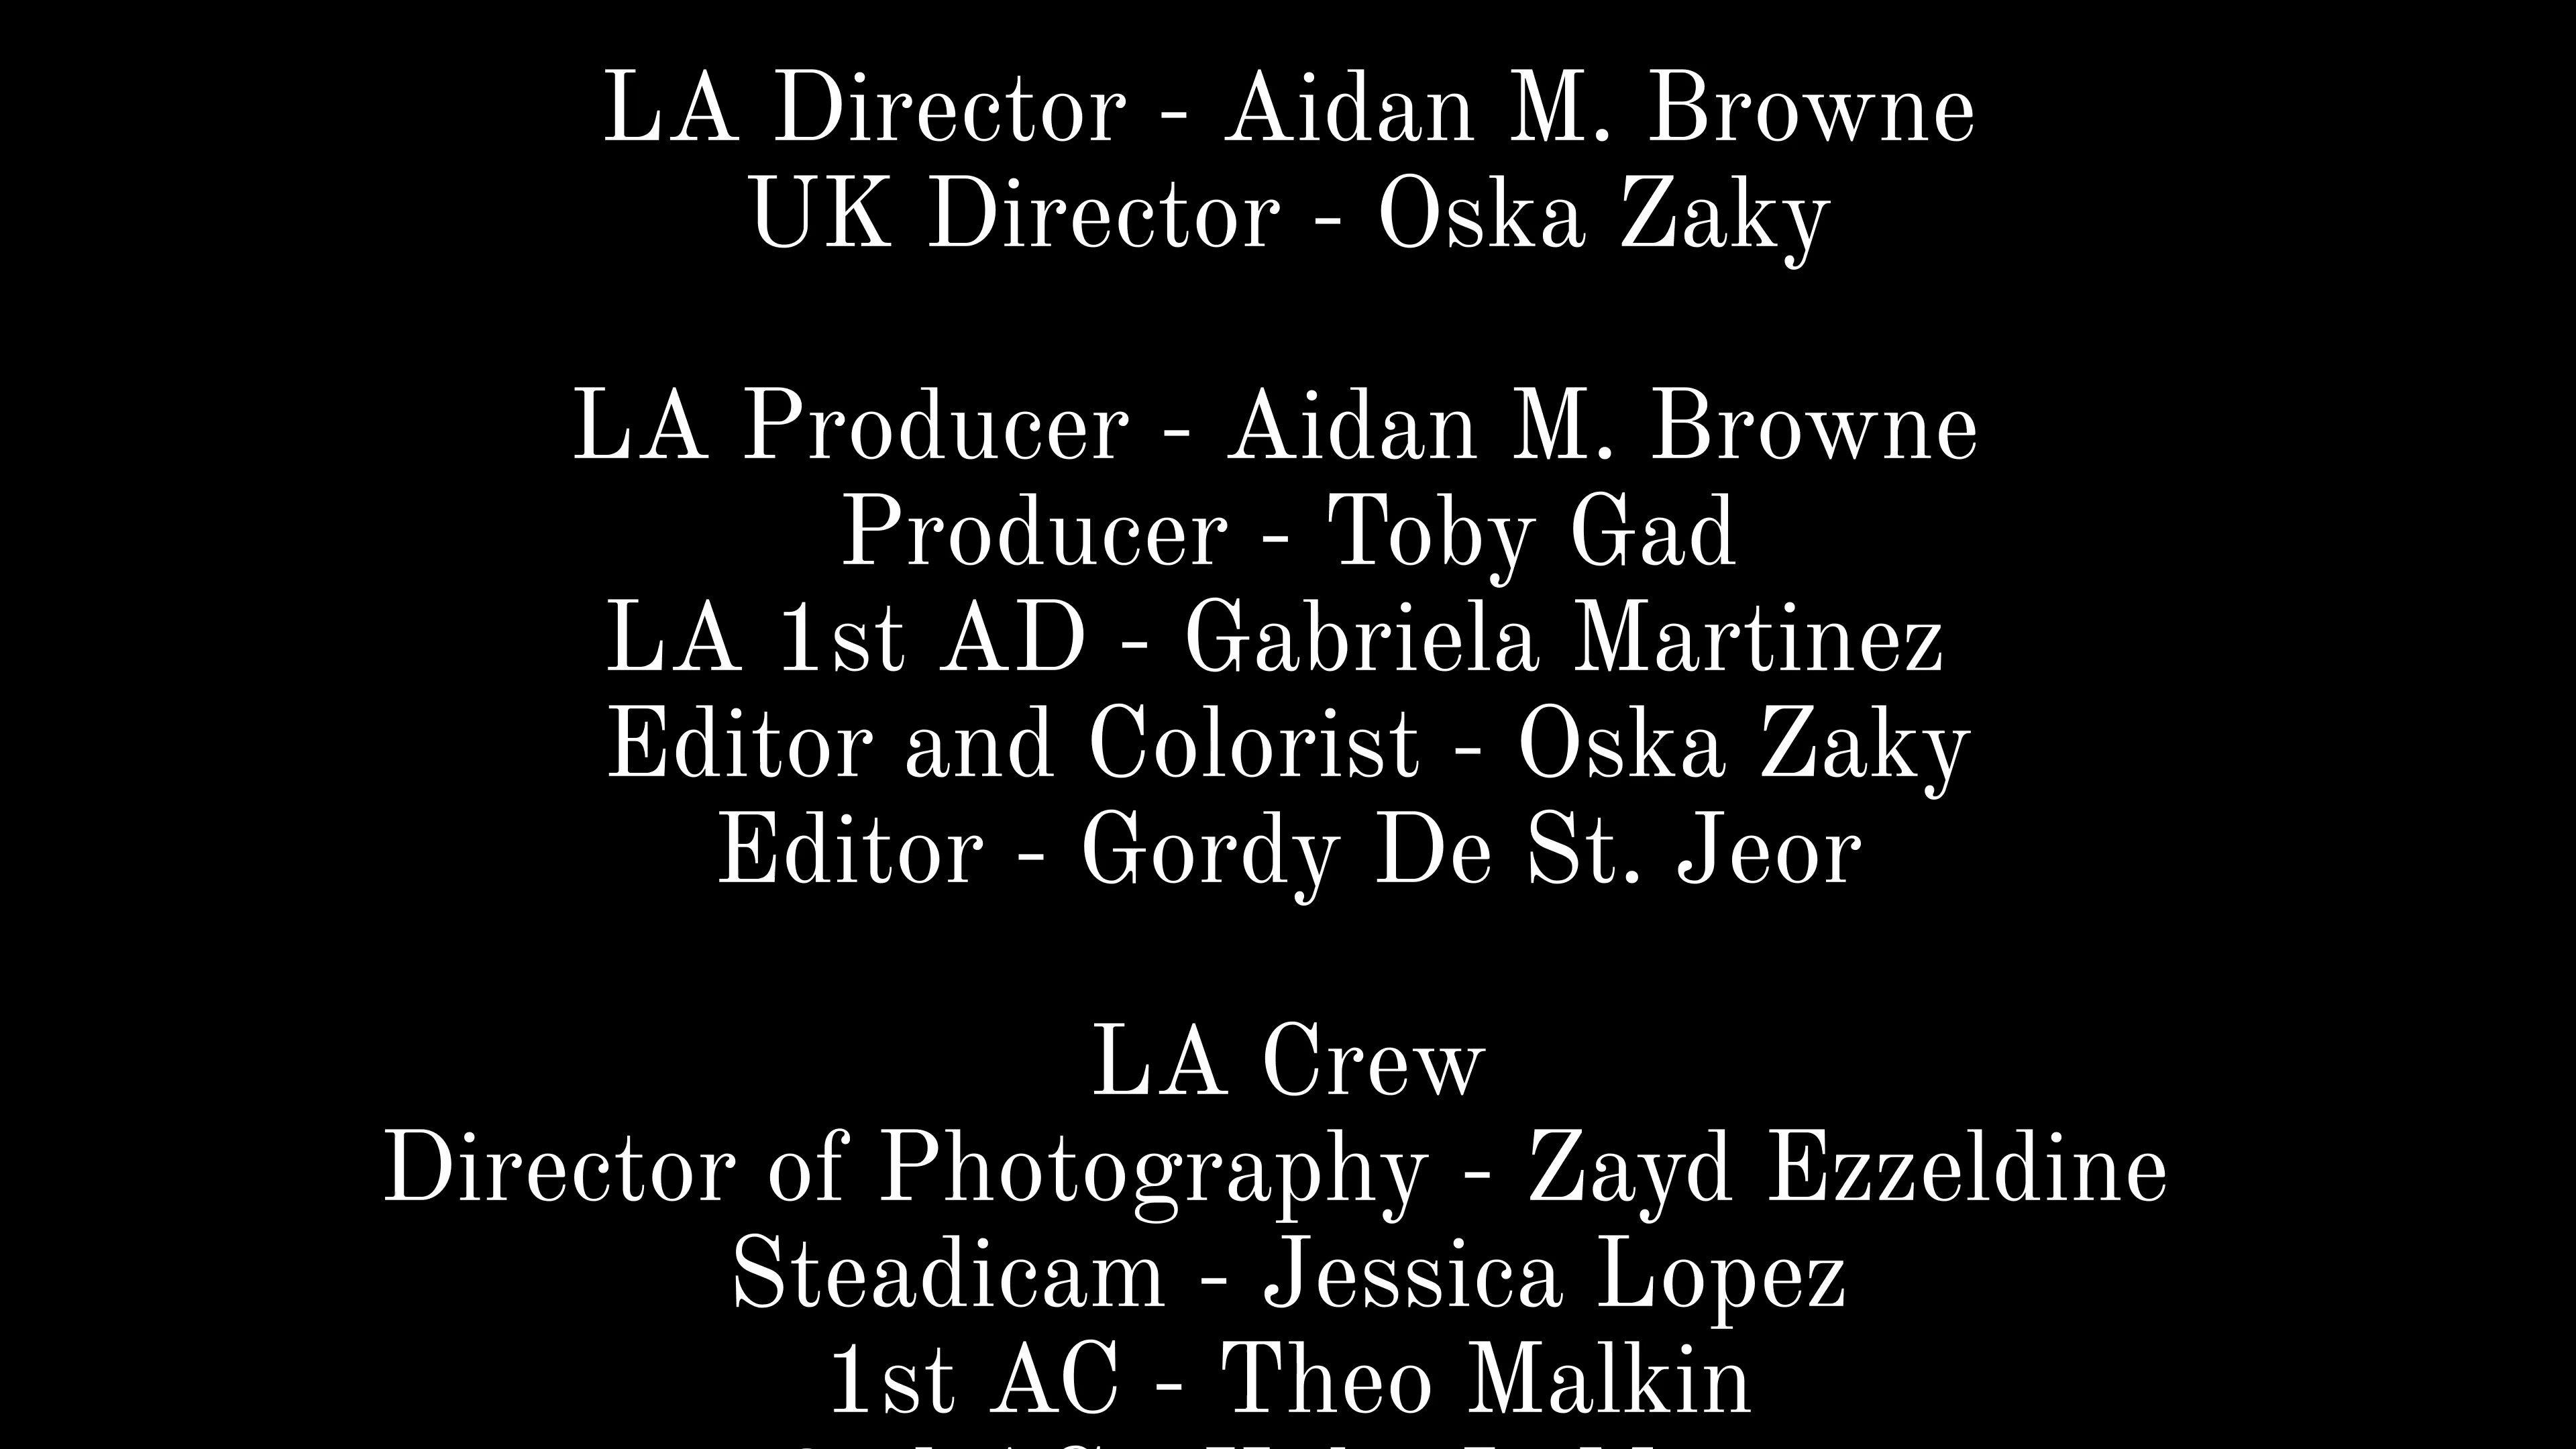 LA Director - Aidan M. Browne
UK Director - Oska Zaky
LA Producer - Aidan M. Browne
Producer - Toby Gad
LA 1st AD - Gabriela Martinez
Editor and Colorist - Oska Zaky
Editor - Gordy De St. Jeor
LA Crew
Director of Photography - Zayd Ezzeldine
Steadicam - Jessica Lopez
1st AC - Theo Malkin